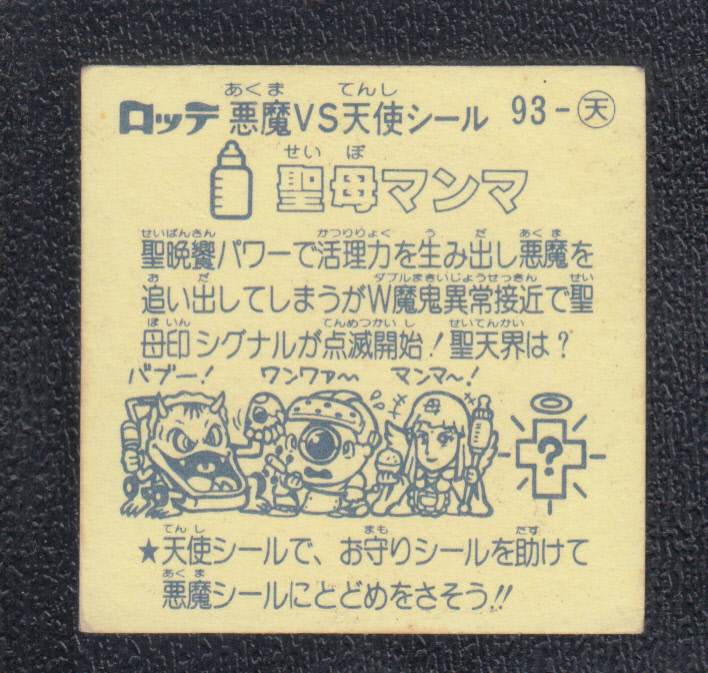 あくま てんし
ロッテ 悪魔VS天使シール 93-天
せい ぼ
聖母マンマ
せいばんさん かつりりょく う だ あくま
聖晩饗パワーで活理力を生み出し悪魔を
お だ ダブルまきいじょうせっきん せい
追い出してしまうがW魔鬼異常接近で聖
ぼいん てんめつかいし せいてんかい
母印シグナルが点滅開始!聖天界は?
バブー! ワンワァ〜 マンマ〜!
母
?
てんし まも たす
★天使シールで、お守りシールを助けて
あくま
悪魔シールにとどめをさそう!!